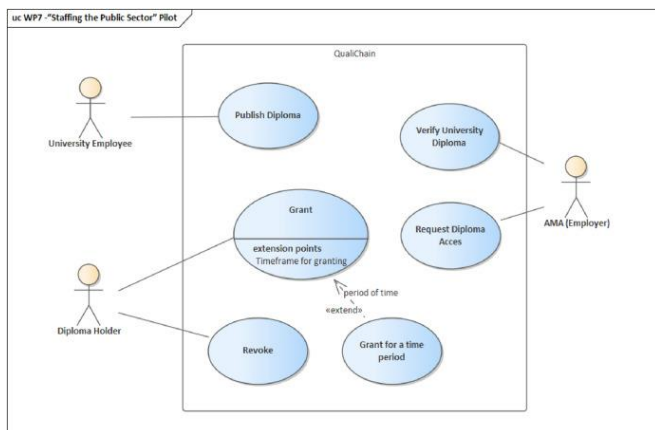 uc WP7 -“Staffing the Public Sector” Pilot
QualiChain
Publish Diploma
University Employee
Verify University
Diploma
AMA (Employer)
Request Diploma
Acces
Grant
extension points
Timeframe for granting
Diploma Holder
period of time
«extend»
Revoke
Grant for a time
period